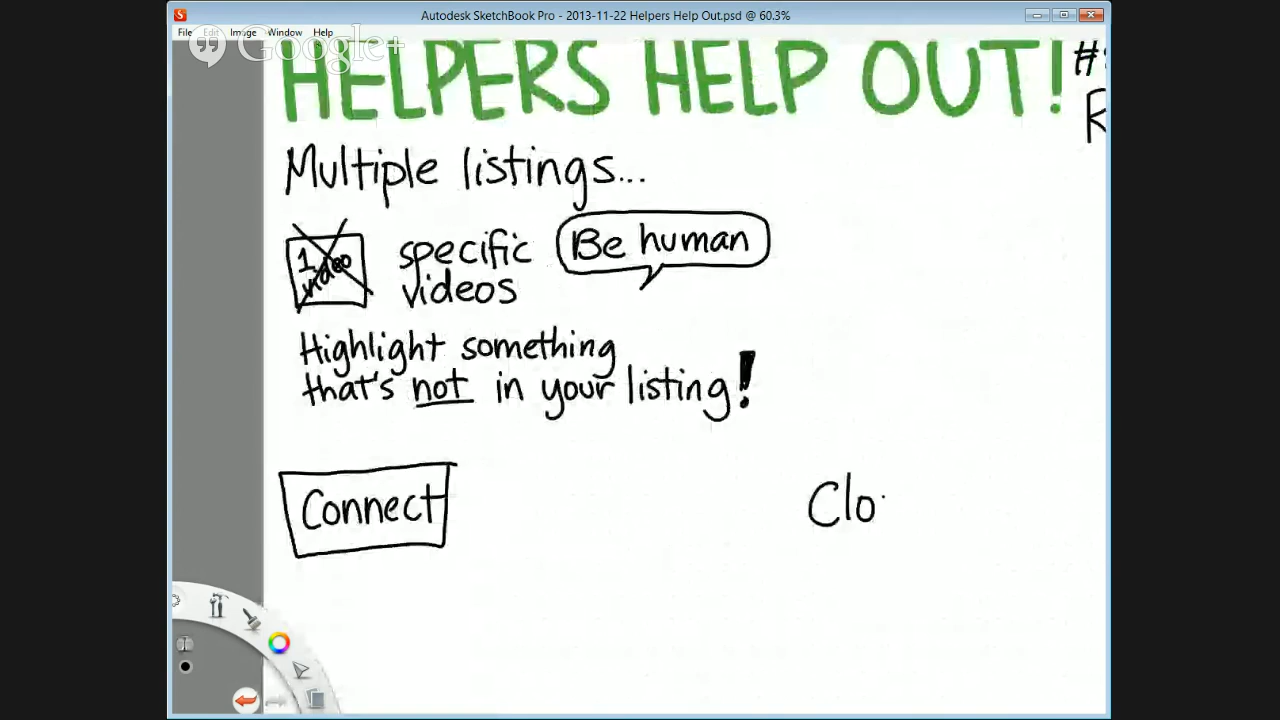 Autodesk SketchBook Pro - 2013-11-22 Helpers Help Out.psd @ 60.3%
File Edit Image Window Help
Google+
HELPERS HELP OUT!
Multiple listings...
1 video
specific
videos
Be human
Highlight something
that's not in your listing!
Connect
Clo